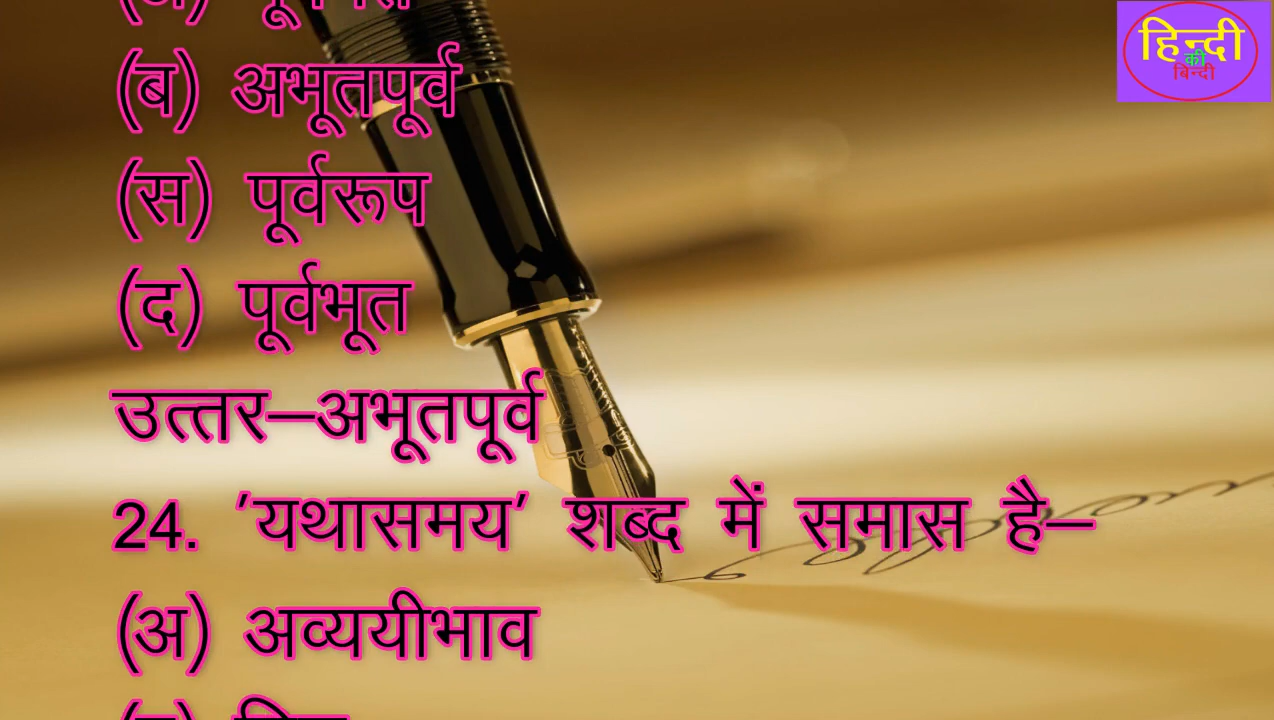 (ब) अभूतपूर्व
(स) पूर्वरूप
(द) पूर्वभूत
उत्तर–अभूतपूर्व
24. 'यथासमय' शब्द में समास है–
(अ) अव्ययीभाव
हिन्दी
की
बिन्दी